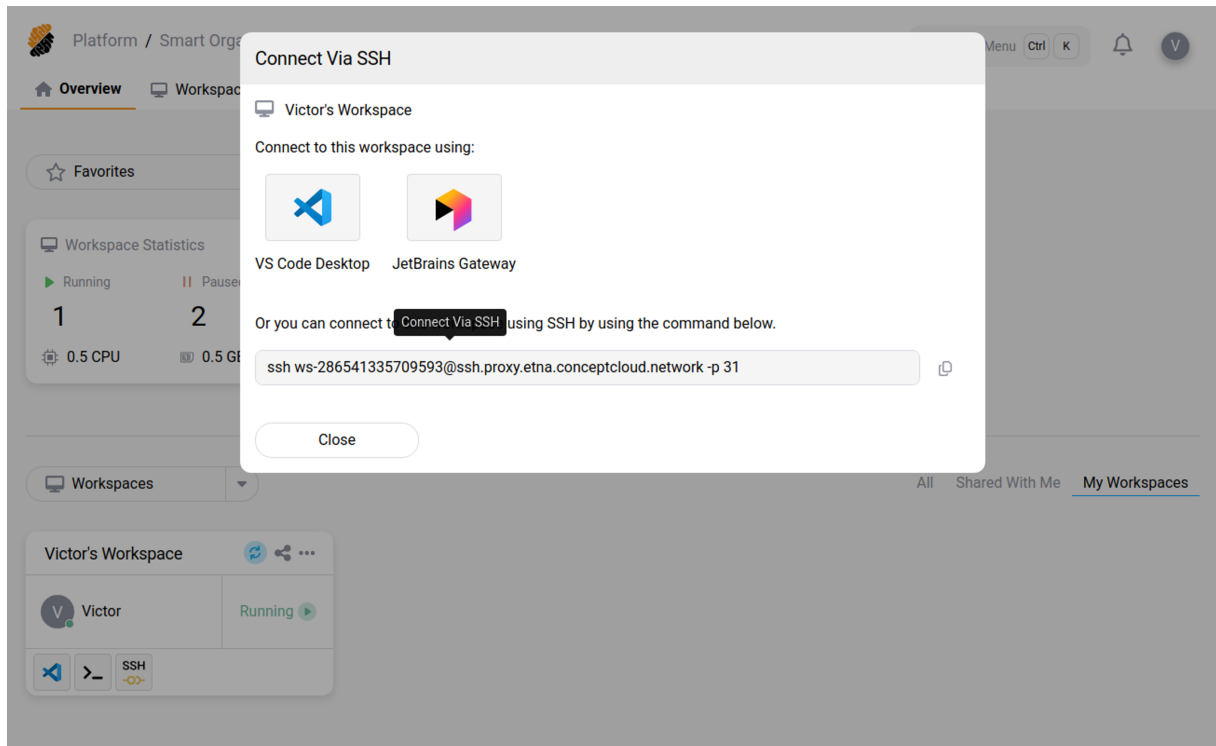 Platform / Smart Orga
Menu Ctrl K
V
Overview
Workspac
Connect Via SSH
Victor's Workspace
Connect to this workspace using:
VS Code Desktop
JetBrains Gateway
Or you can connect t
Connect Via SSH
using SSH by using the command below.
ssh ws-286541335709593@ssh.proxy.etna.conceptcloud.network -p 31
Close
Favorites
Workspace Statistics
Running
Pause
1
2
0.5 CPU
0.5 GB
Workspaces
All
Shared With Me
My Workspaces
Victor's Workspace
V
Victor
Running
SSH